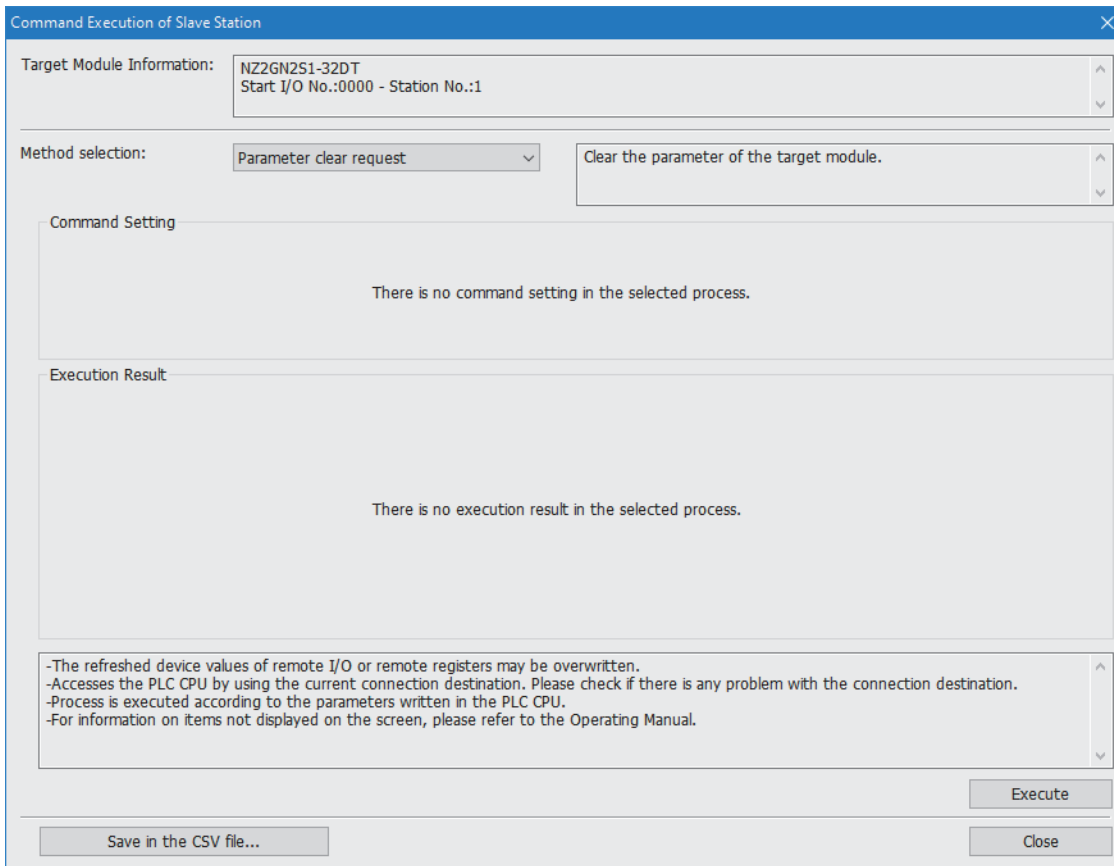 Command Execution of Slave Station
Target Module Information:
NZ2GN2S1-32DT
Start I/O No.:0000 - Station No.:1
Method selection:
Parameter clear request
Clear the parameter of the target module.
Command Setting
There is no command setting in the selected process.
Execution Result
There is no execution result in the selected process.
-The refreshed device values of remote I/O or remote registers may be overwritten.
-Accesses the PLC CPU by using the current connection destination. Please check if there is any problem with the connection destination.
-Process is executed according to the parameters written in the PLC CPU.
-For information on items not displayed on the screen, please refer to the Operating Manual.
Execute
Save in the CSV file...
Close